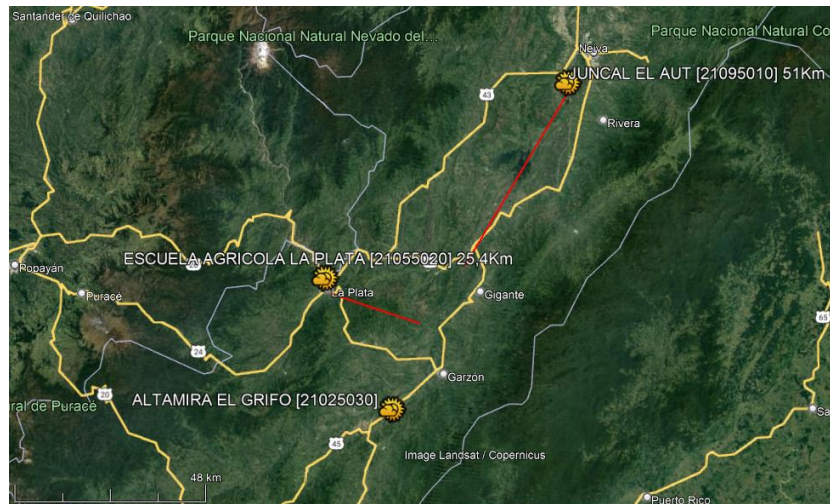 Santander de Quilichao
Parque Nacional Natural Nevado del...
Neiva
Parque Nacional Natural Co
JUNCAL EL AUT [21095010] 51Km
43
Rivera
ESCUELA AGRICOLA LA PLATA [21055020] 25,4Km
Popayán
Puracé
La Plata
Gigante
24
65
Garzón
20
ral de Puracé
ALTAMIRA EL GRIFO [21025030]
Sa
45
Image Landsat / Copernicus
48 km
Puerto Rico